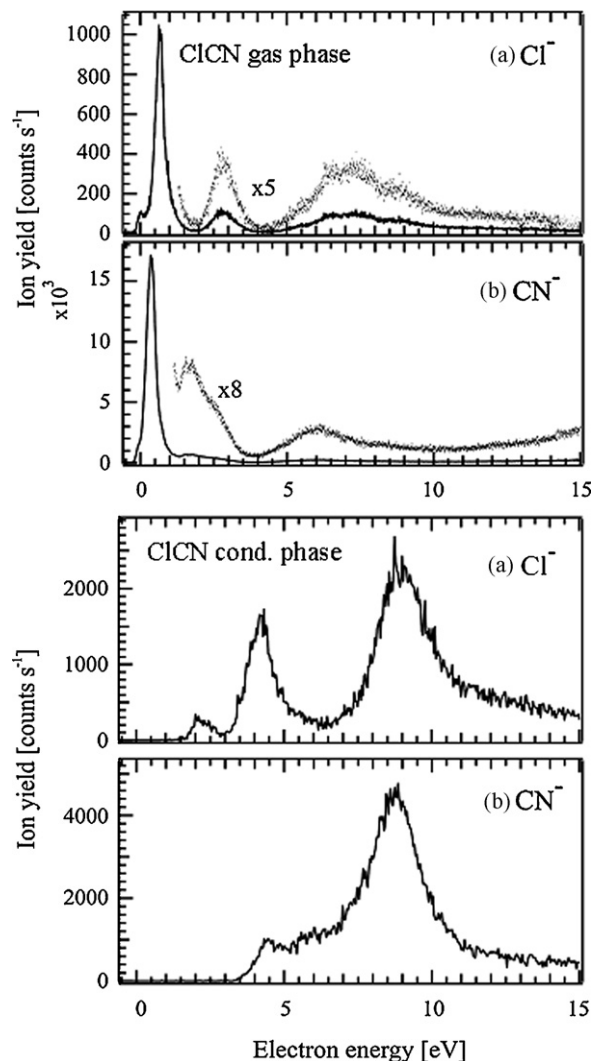 ClCN gas phase
(a) Cl⁻
x5
1000
800
600
400
200
0
Ion yield [counts s⁻¹]
x10³
(b) CN⁻
x8
15
10
5
0
0 5 10 15
ClCN cond. phase
(a) Cl⁻
2000
1000
0
Ion yield [counts s⁻¹]
(b) CN⁻
4000
2000
0
0 5 10 15
Electron energy [eV]